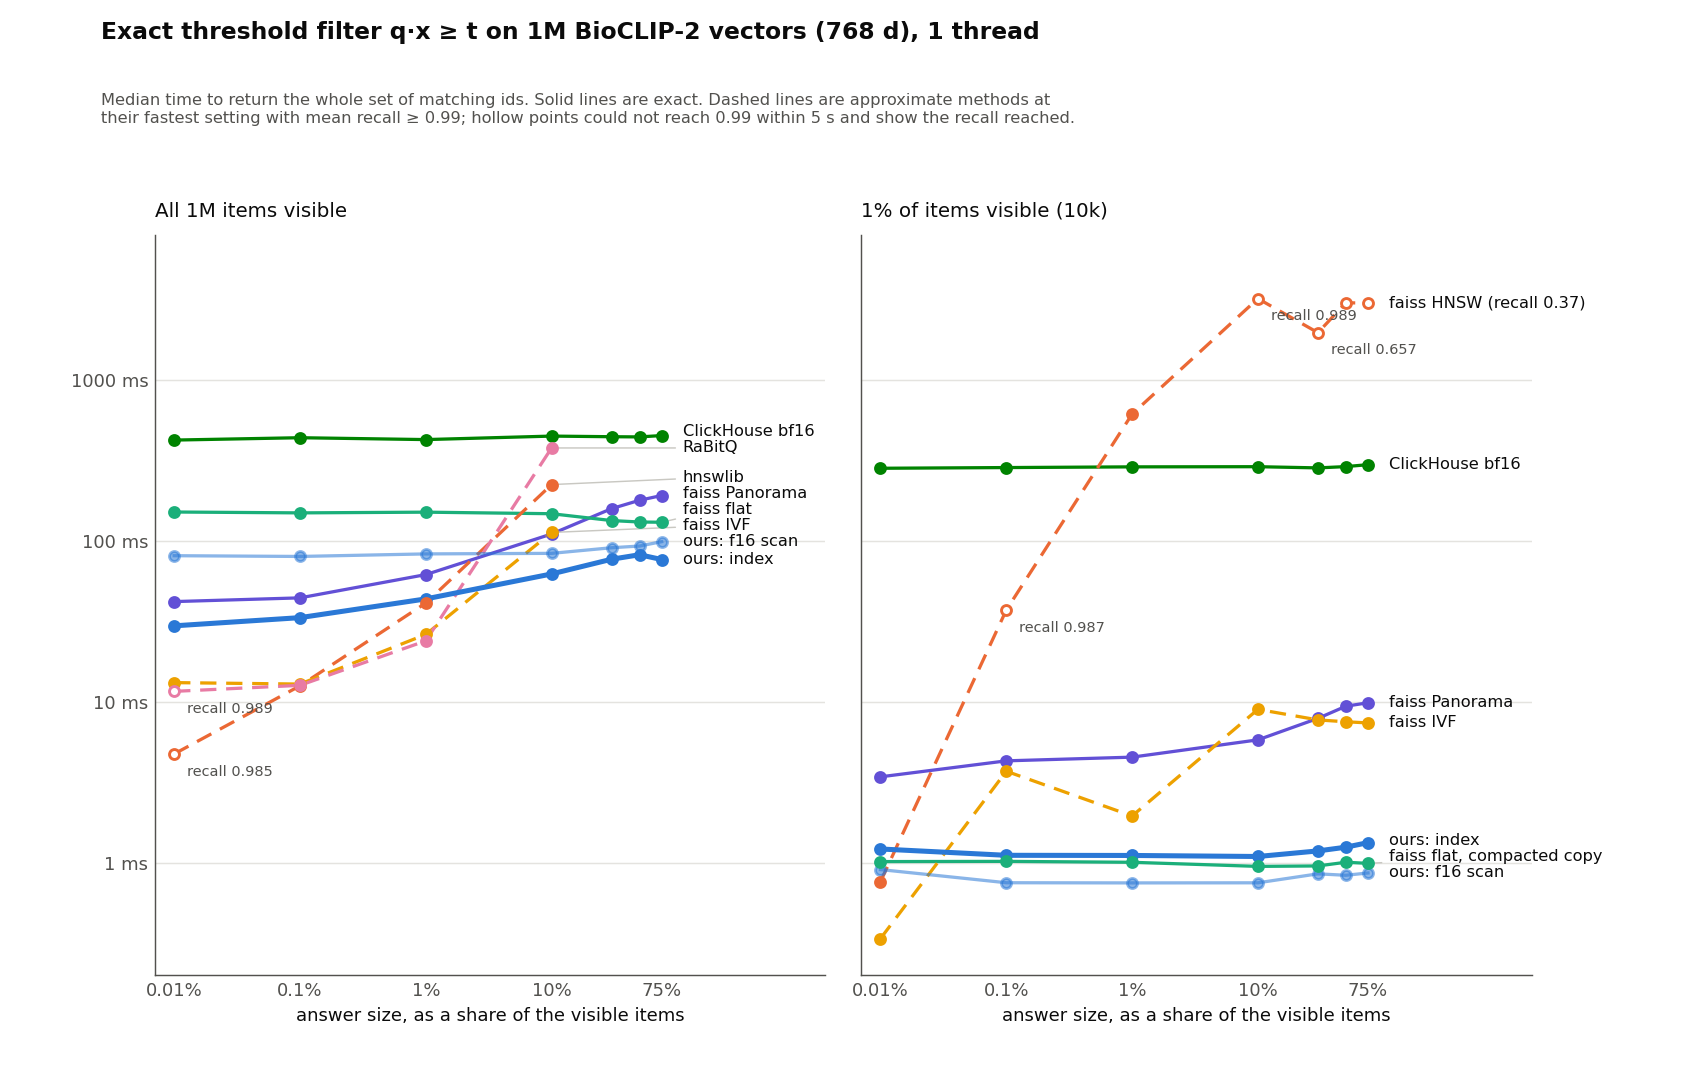 Exact threshold filter q·x ≥ t on 1M BioCLIP-2 vectors (768 d), 1 thread
Median time to return the whole set of matching ids. Solid lines are exact. Dashed lines are approximate methods at
their fastest setting with mean recall ≥ 0.99; hollow points could not reach 0.99 within 5 s and show the recall reached.
All 1M items visible
1000 ms
100 ms
10 ms
1 ms
ClickHouse bf16
RaBitQ
hnswlib
faiss Panorama
faiss flat
faiss IVF
ours: f16 scan
ours: index
recall 0.989
recall 0.985
0.01%
0.1%
1%
10%
75%
answer size, as a share of the visible items
1% of items visible (10k)
faiss HNSW (recall 0.37)
recall 0.989
recall 0.657
ClickHouse bf16
recall 0.987
faiss Panorama
faiss IVF
ours: index
faiss flat, compacted copy
ours: f16 scan
0.01%
0.1%
1%
10%
75%
answer size, as a share of the visible items